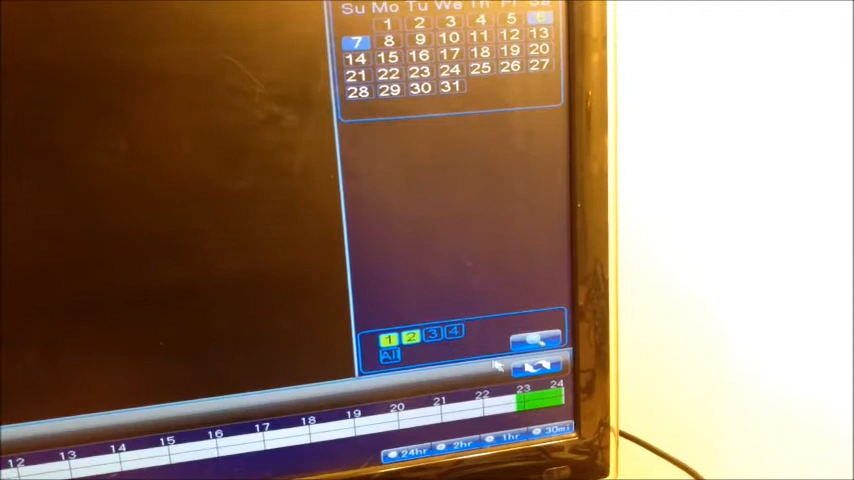 Su Mo Tu We Th Fr Sa
1 2 3 4 5 6
7 8 9 10 11 12 13
14 15 16 17 18 19 20
21 22 23 24 25 26 27
28 29 30 31
1 2 3 4
All
12 13 14 15 16 17 18 19 20 21 22 23 24
24hr 2hr 1hr 30mi